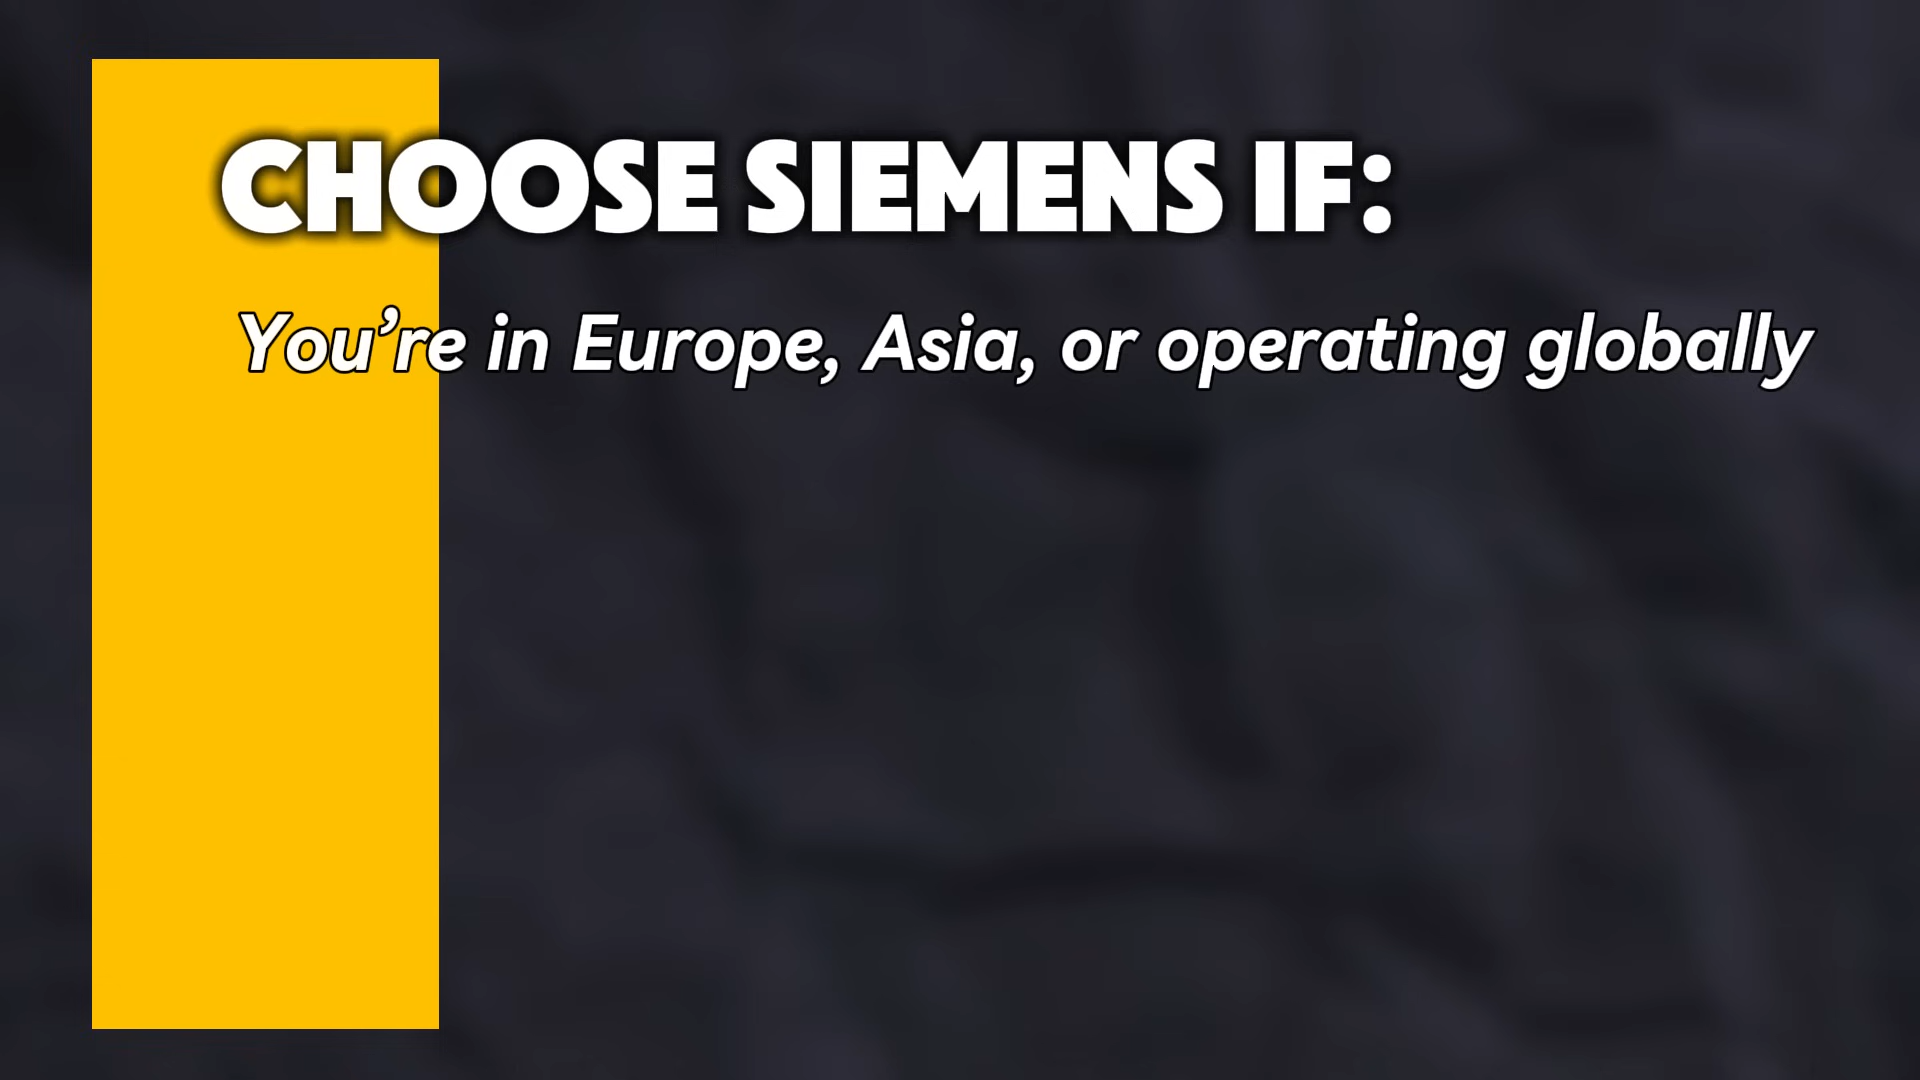 CHOOSE SIEMENS IF:
You’re in Europe, Asia, or operating globally